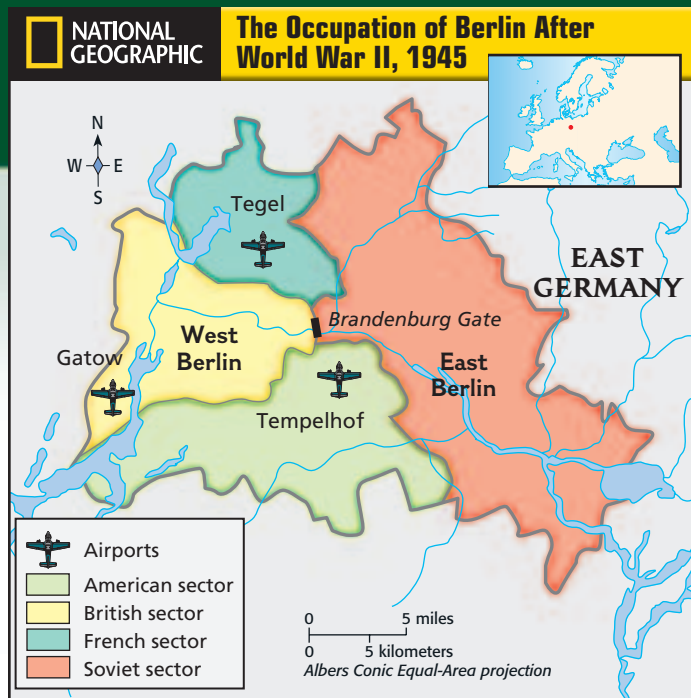 NATIONAL
GEOGRAPHIC
The Occupation of Berlin After
World War II, 1945
N
W
E
S
Tegel
EAST
GERMANY
Brandenburg Gate
West
Berlin
Gatow
East
Berlin
Tempelhof
Airports
American sector
British sector
French sector
Soviet sector
0 5 miles
0 5 kilometers
Albers Conic Equal-Area projection